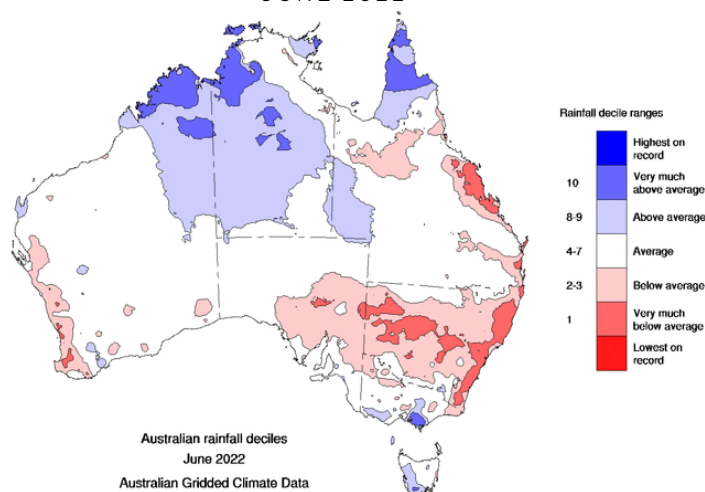 JUNE 2022
Rainfall decile ranges
Highest on
record
10
Very much
above average
8-9
Above average
4-7
Average
2-3
Below average
1
Very much
below average
Lowest on
record
Australian rainfall deciles
June 2022
Australian Gridded Climate Data